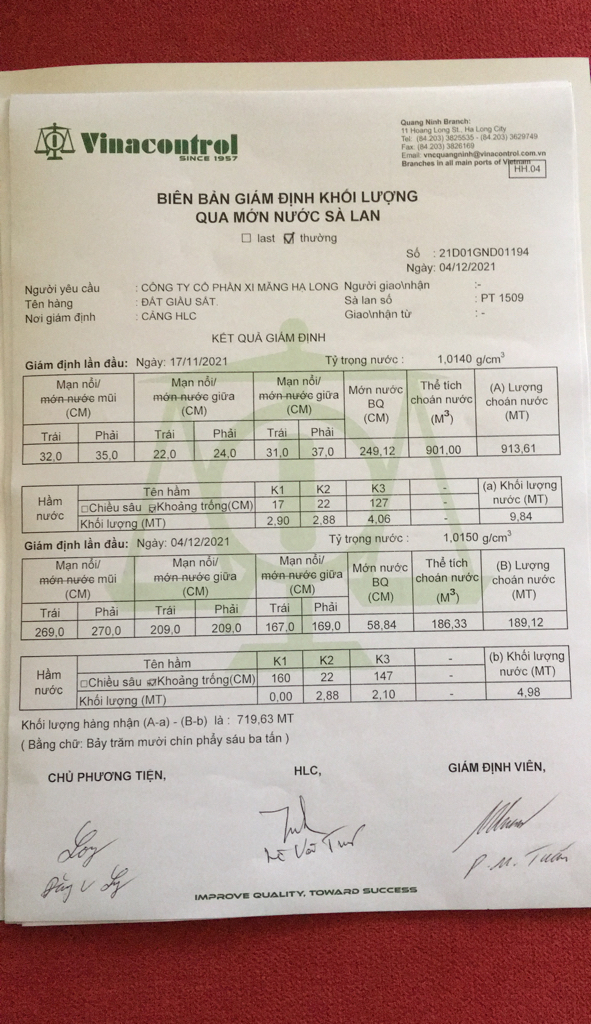 Vinacontrol
SINCE 1957
Quang Ninh Branch:
11 Hoang Long St., Ha Long City
Tel: (84.203) 3825535 - (84.203) 3629749
Fax: (84.203) 3826169
Email: vncquangninh@vinacontrol.com.vn
Branches in all main ports of Vietnam
HH.04
BIÊN BẢN GIÁM ĐỊNH KHỐI LƯỢNG
QUA MỚN NƯỚC SÀ LAN
☐ last ☑ thường
Số : 21D01GND01194
Ngày: 04/12/2021
Người yêu cầu : CÔNG TY CỔ PHẦN XI MĂNG HẠ LONG Người giao\nhận :-
Tên hàng : ĐẤT GIÀU SẮT Sà lan số : PT 1509
Nơi giám định : CẢNG HLC Giao\nhận từ : -
KẾT QUẢ GIÁM ĐỊNH
Giám định lần đầu: Ngày: 17/11/2021 Tỷ trọng nước : 1,0140 g/cm³
Mạn nổi/ Mạn nổi/ Mạn nổi/ Mớn nước Thể tích (A) Lượng
mớn nước mũi mớn nước giữa mớn nước giữa BQ choán nước choán nước
(CM) (CM) (CM) (CM) (M³) (MT)
Trái Phải Trái Phải Trái Phải
32,0 35,0 22,0 24,0 31,0 37,0 249,12 901,00 913,61
Hầm nước Tên hầm K1 K2 K3 - (a) Khối lượng nước (MT)
☐Chiều sâu ☑Khoảng trống(CM) 17 22 127 -
Khối lượng (MT) 2,90 2,88 4,06 - 9,84
Giám định lần đầu: Ngày: 04/12/2021 Tỷ trọng nước : 1,0150 g/cm³
Mạn nổi/ Mạn nổi/ Mạn nổi/ Mớn nước Thể tích (B) Lượng
mớn nước mũi mớn nước giữa mớn nước giữa BQ choán nước choán nước
(CM) (CM) (CM) (CM) (M³) (MT)
Trái Phải Trái Phải Trái Phải
269,0 270,0 209,0 209,0 167,0 169,0 58,84 186,33 189,12
Hầm nước Tên hầm K1 K2 K3 - (b) Khối lượng nước (MT)
☐Chiều sâu ☑Khoảng trống(CM) 160 22 147 -
Khối lượng (MT) 0,00 2,88 2,10 - 4,98
Khối lượng hàng nhận (A-a) - (B-b) là : 719,63 MT
( Bằng chữ: Bảy trăm mười chín phẩy sáu ba tấn )
CHỦ PHƯƠNG TIỆN, HLC, GIÁM ĐỊNH VIÊN,
P. M. Tuấn
IMPROVE QUALITY, TOWARD SUCCESS